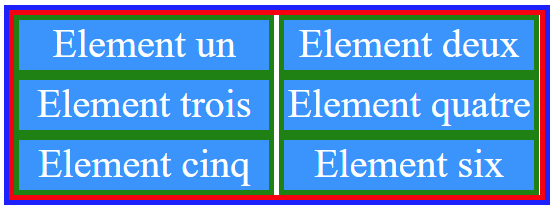 Element un
Element deux
Element trois
Element quatre
Element cinq
Element six